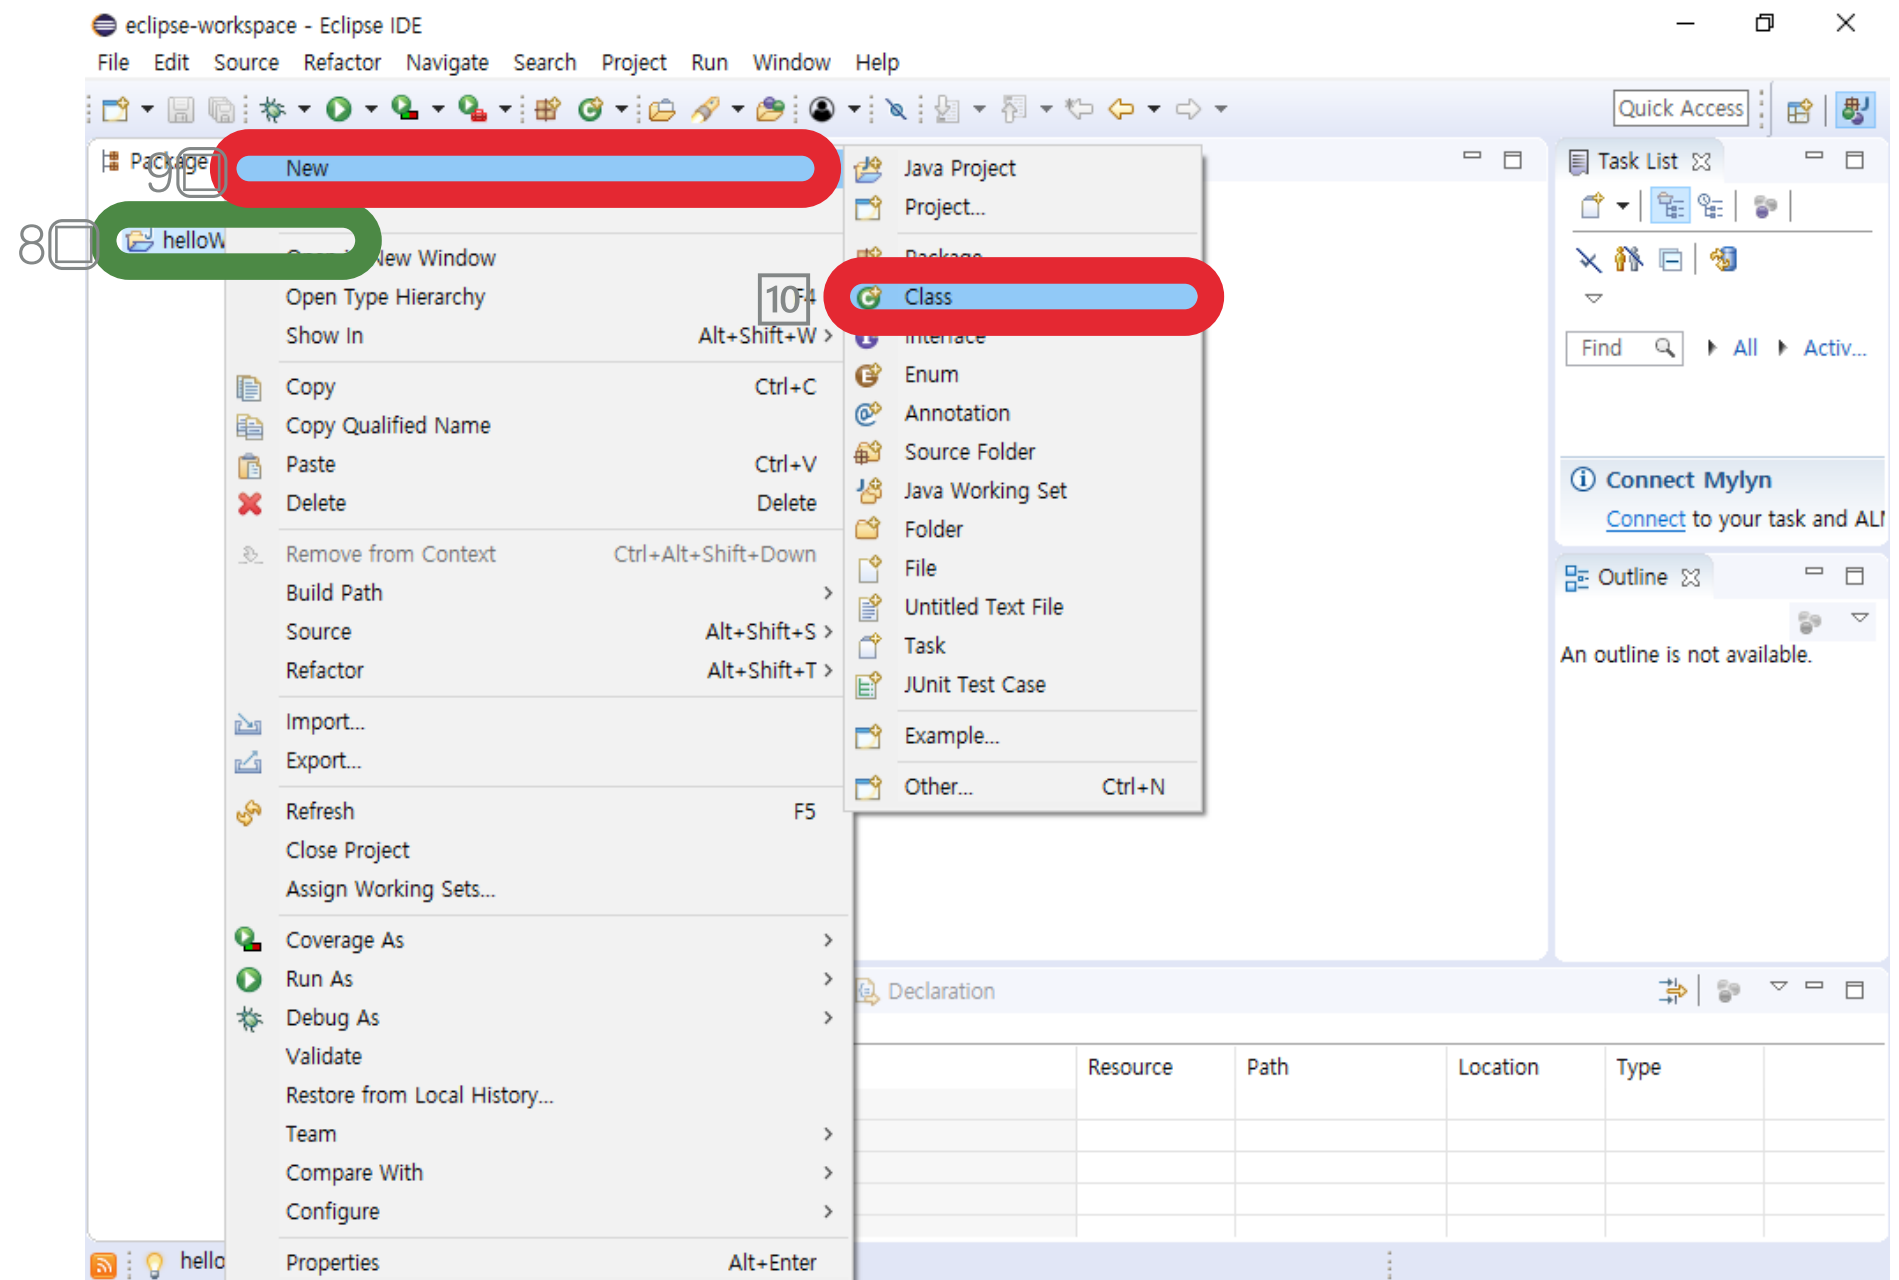 eclipse-workspace - Eclipse IDE
File Edit Source Refactor Navigate Search Project Run Window Help
Quick Access
Package
9
New
8
helloW
New Window
Open Type Hierarchy F4
10
Show In Alt+Shift+W >
Copy Ctrl+C
Copy Qualified Name
Paste Ctrl+V
Delete Delete
Remove from Context Ctrl+Alt+Shift+Down
Build Path >
Source Alt+Shift+S >
Refactor Alt+Shift+T >
Import...
Export...
Refresh F5
Close Project
Assign Working Sets...
Coverage As >
Run As >
Debug As >
Validate
Restore from Local History...
Team >
Compare With >
Configure >
Properties Alt+Enter
Java Project
Project...
Package
Class
Interface
Enum
Annotation
Source Folder
Java Working Set
Folder
File
Untitled Text File
Task
JUnit Test Case
Example...
Other... Ctrl+N
Task List
Find All Activ...
Connect Mylyn
Connect to your task and ALM
Outline
An outline is not available.
Declaration
Resource Path Location Type
hello